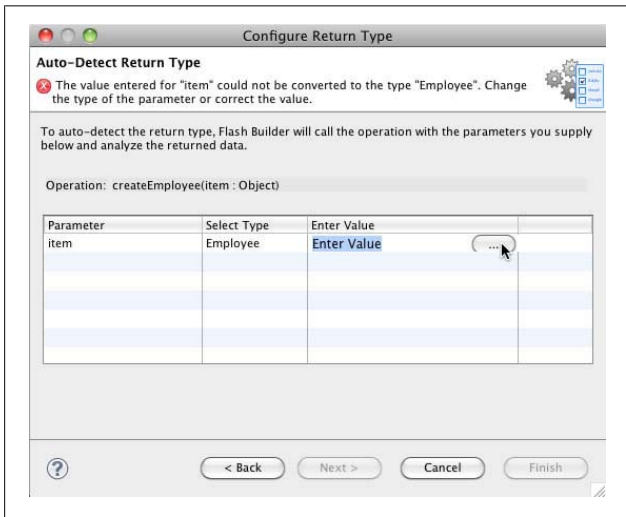 Configure Return Type
Auto-Detect Return Type
The value entered for "item" could not be converted to the type "Employee". Change
the type of the parameter or correct the value.
To auto-detect the return type, Flash Builder will call the operation with the parameters you supply
below and analyze the returned data.
Operation: createEmployee(item : Object)
Parameter Select Type Enter Value
item Employee Enter Value ...
? < Back Next > Cancel Finish